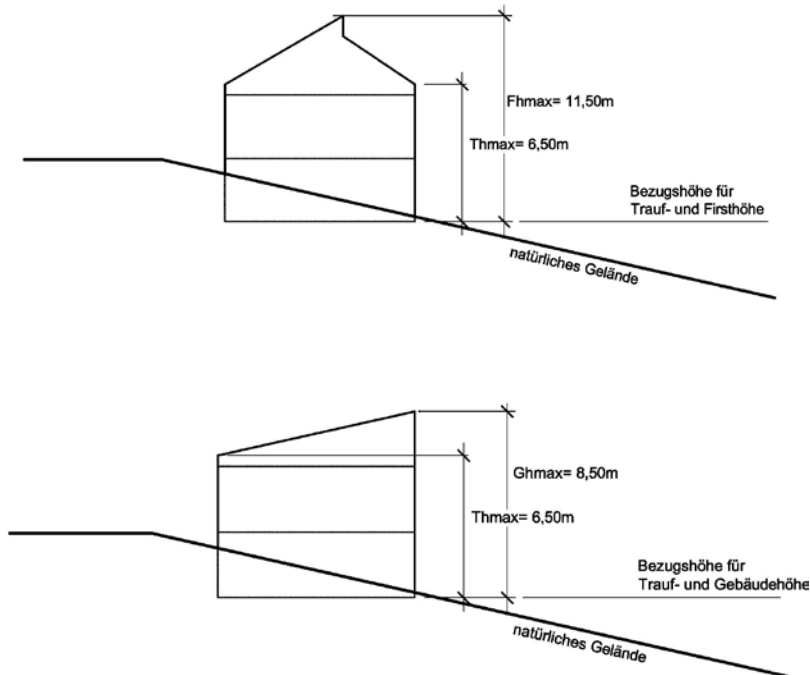 Fhmax= 11,50m
Thmax= 6,50m
Bezugshöhe für
Trauf- und Firsthöhe
natürliches Gelände
Ghmax= 8,50m
Thmax= 6,50m
Bezugshöhe für
Trauf- und Gebäudehöhe
natürliches Gelände